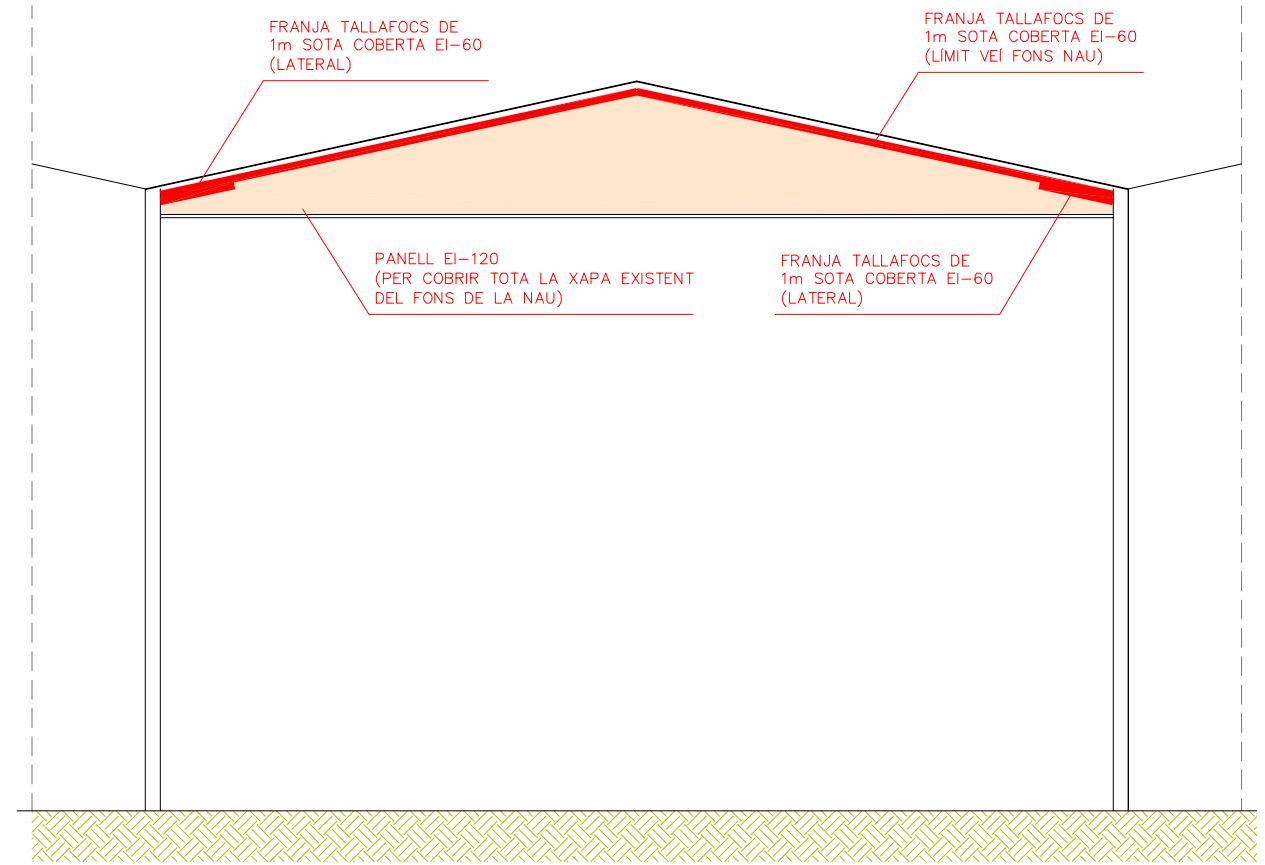 FRANJA TALLAFOCS DE
1m SOTA COBERTA EI-60
(LATERAL)
FRANJA TALLAFOCS DE
1m SOTA COBERTA EI-60
(LÍMIT VEÍ FONS NAU)
PANELL EI-120
(PER COBRIR TOTA LA XAPA EXISTENT
DEL FONS DE LA NAU)
FRANJA TALLAFOCS DE
1m SOTA COBERTA EI-60
(LATERAL)